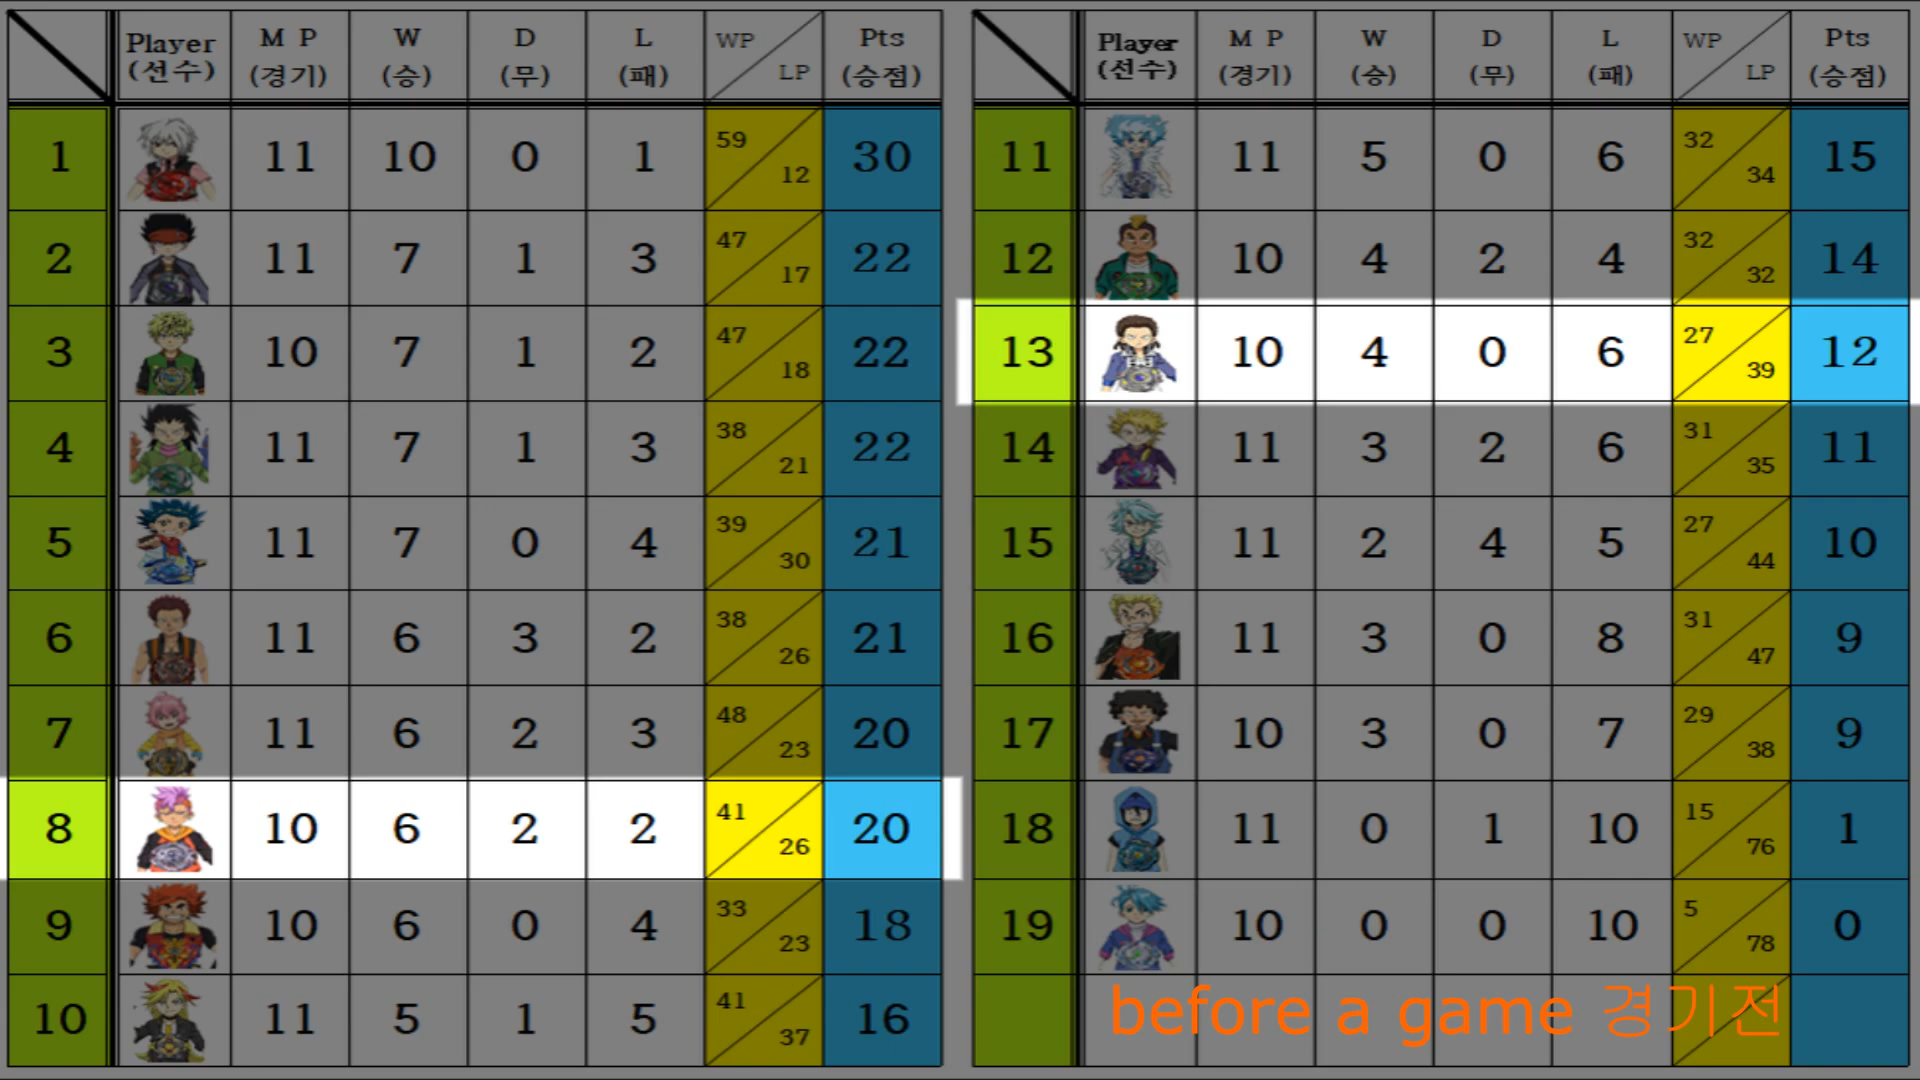 Player (선수) M P (경기) W (승) D (무) L (패) WP LP Pts (승점)
1 11 10 0 1 59 12 30
2 11 7 1 3 47 17 22
3 10 7 1 2 47 18 22
4 11 7 1 3 38 21 22
5 11 7 0 4 39 30 21
6 11 6 3 2 38 26 21
7 11 6 2 3 48 23 20
8 10 6 2 2 41 26 20
9 10 6 0 4 33 23 18
10 11 5 1 5 41 37 16
Player (선수) M P (경기) W (승) D (무) L (패) WP LP Pts (승점)
11 11 5 0 6 32 34 15
12 10 4 2 4 32 32 14
13 10 4 0 6 27 39 12
14 11 3 2 6 31 35 11
15 11 2 4 5 27 44 10
16 11 3 0 8 31 47 9
17 10 3 0 7 29 38 9
18 11 0 1 10 15 76 1
19 10 0 0 10 5 78 0
before a game 경기전